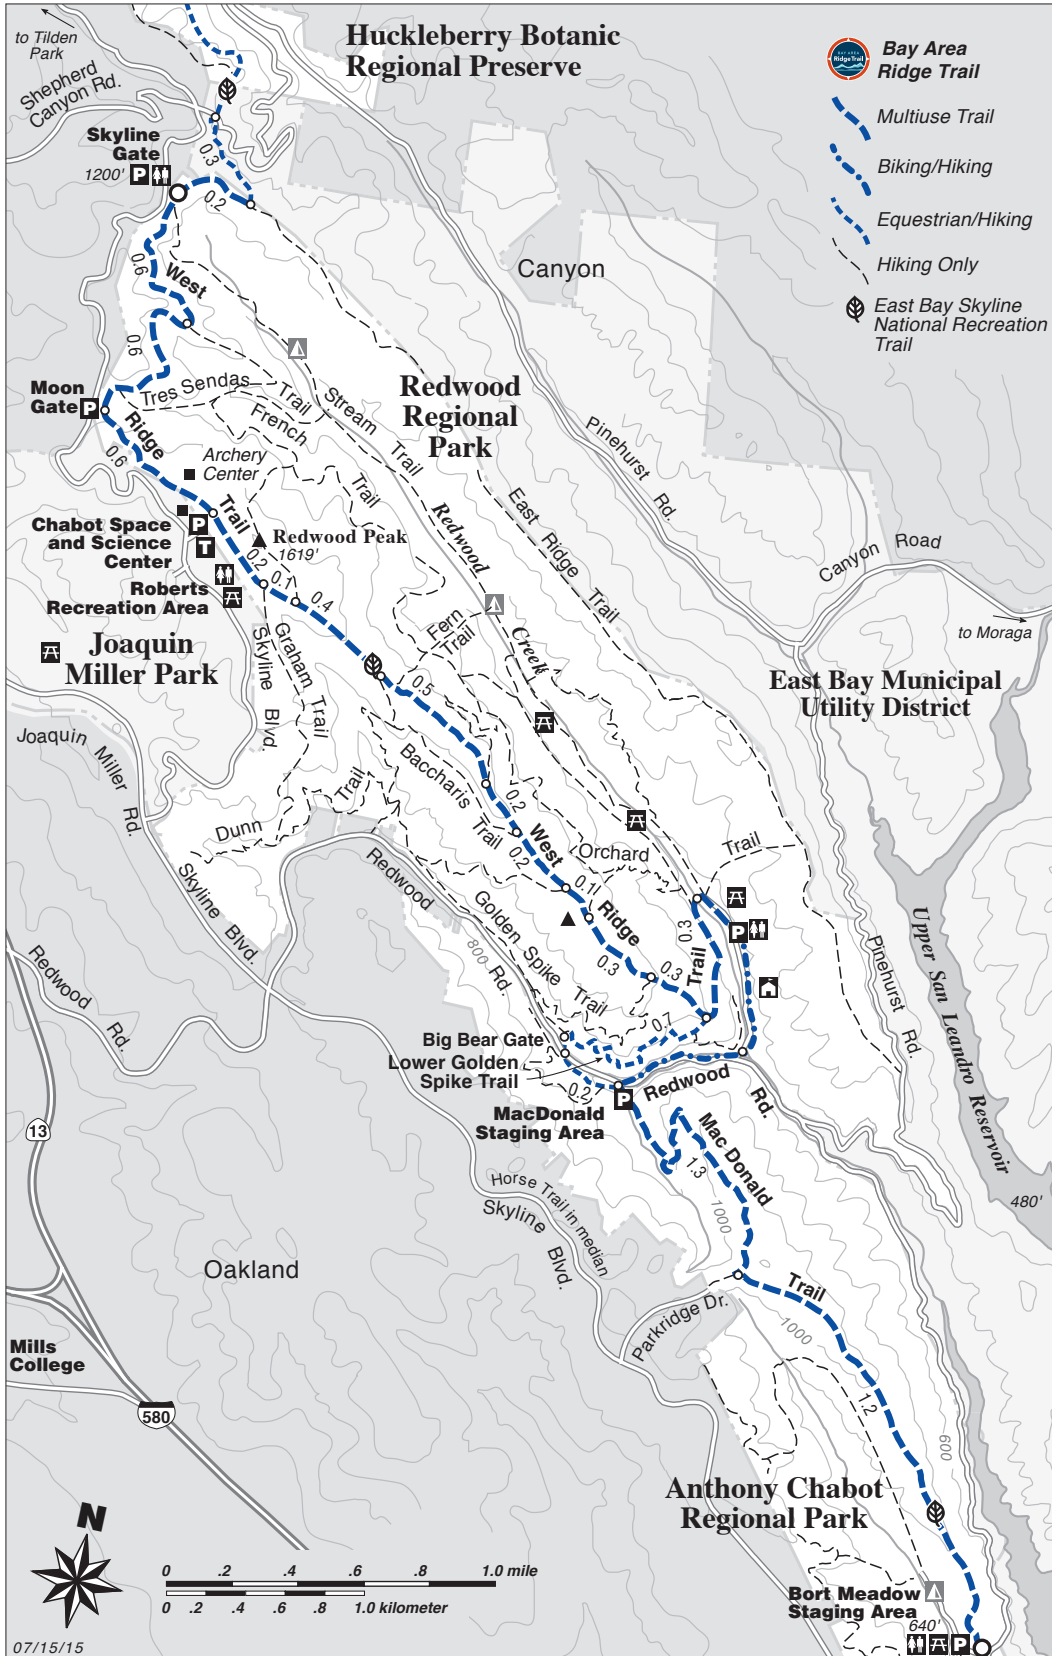 to Tilden
Park
Huckleberry Botanic
Regional Preserve
BAY AREA
RidgeTrail
Bay Area
Ridge Trail
Multiuse Trail
Biking/Hiking
Equestrian/Hiking
Hiking Only
East Bay Skyline
National Recreation
Trail
Shepherd
Canyon Rd.
Skyline
Gate
1200'
P
0.3
0.2
0.6
West
Canyon
0.6
Moon
Gate
P
Tres Sendas
Trail
French
Trail
Stream
Trail
Redwood
Regional
Park
Pinehurst
Rd.
Ridge
0.6
Archery
Center
Trail
Redwood
East
Ridge
Trail
Chabot Space
and Science
Center
P
T
Redwood Peak
1619'
0.2
0.1
0.4
Roberts
Recreation Area
Canyon Road
to Moraga
Joaquin
Miller Park
Skyline
Blvd.
Graham
Trail
Fern
Trail
Creek
0.5
East Bay Municipal
Utility District
Joaquin
Miller
Rd.
Baccharis
Trail
0.2
Dunn
Trail
0.2
West
Orchard
Trail
Redwood
Skyline
Blvd.
0.1
Ridge
Golden
Spike
Trail
800
Rd.
0.3
0.3
0.3
Trail
P
Redwood
Rd.
0.7
Big Bear Gate
Lower Golden
Spike Trail
0.2
Redwood
Rd.
Pinehurst
Rd.
Upper San Leandro Reservoir
MacDonald
Staging Area
P
13
Mac Donald
1.3
Horse Trail in median
Skyline
Blvd.
1000
480'
Oakland
Trail
Parkridge Dr.
1000
Mills
College
1.2
600
580
Anthony Chabot
Regional Park
N
0 .2 .4 .6 .8 1.0 mile
0 .2 .4 .6 .8 1.0 kilometer
Bort Meadow
Staging Area
640'
P
07/15/15